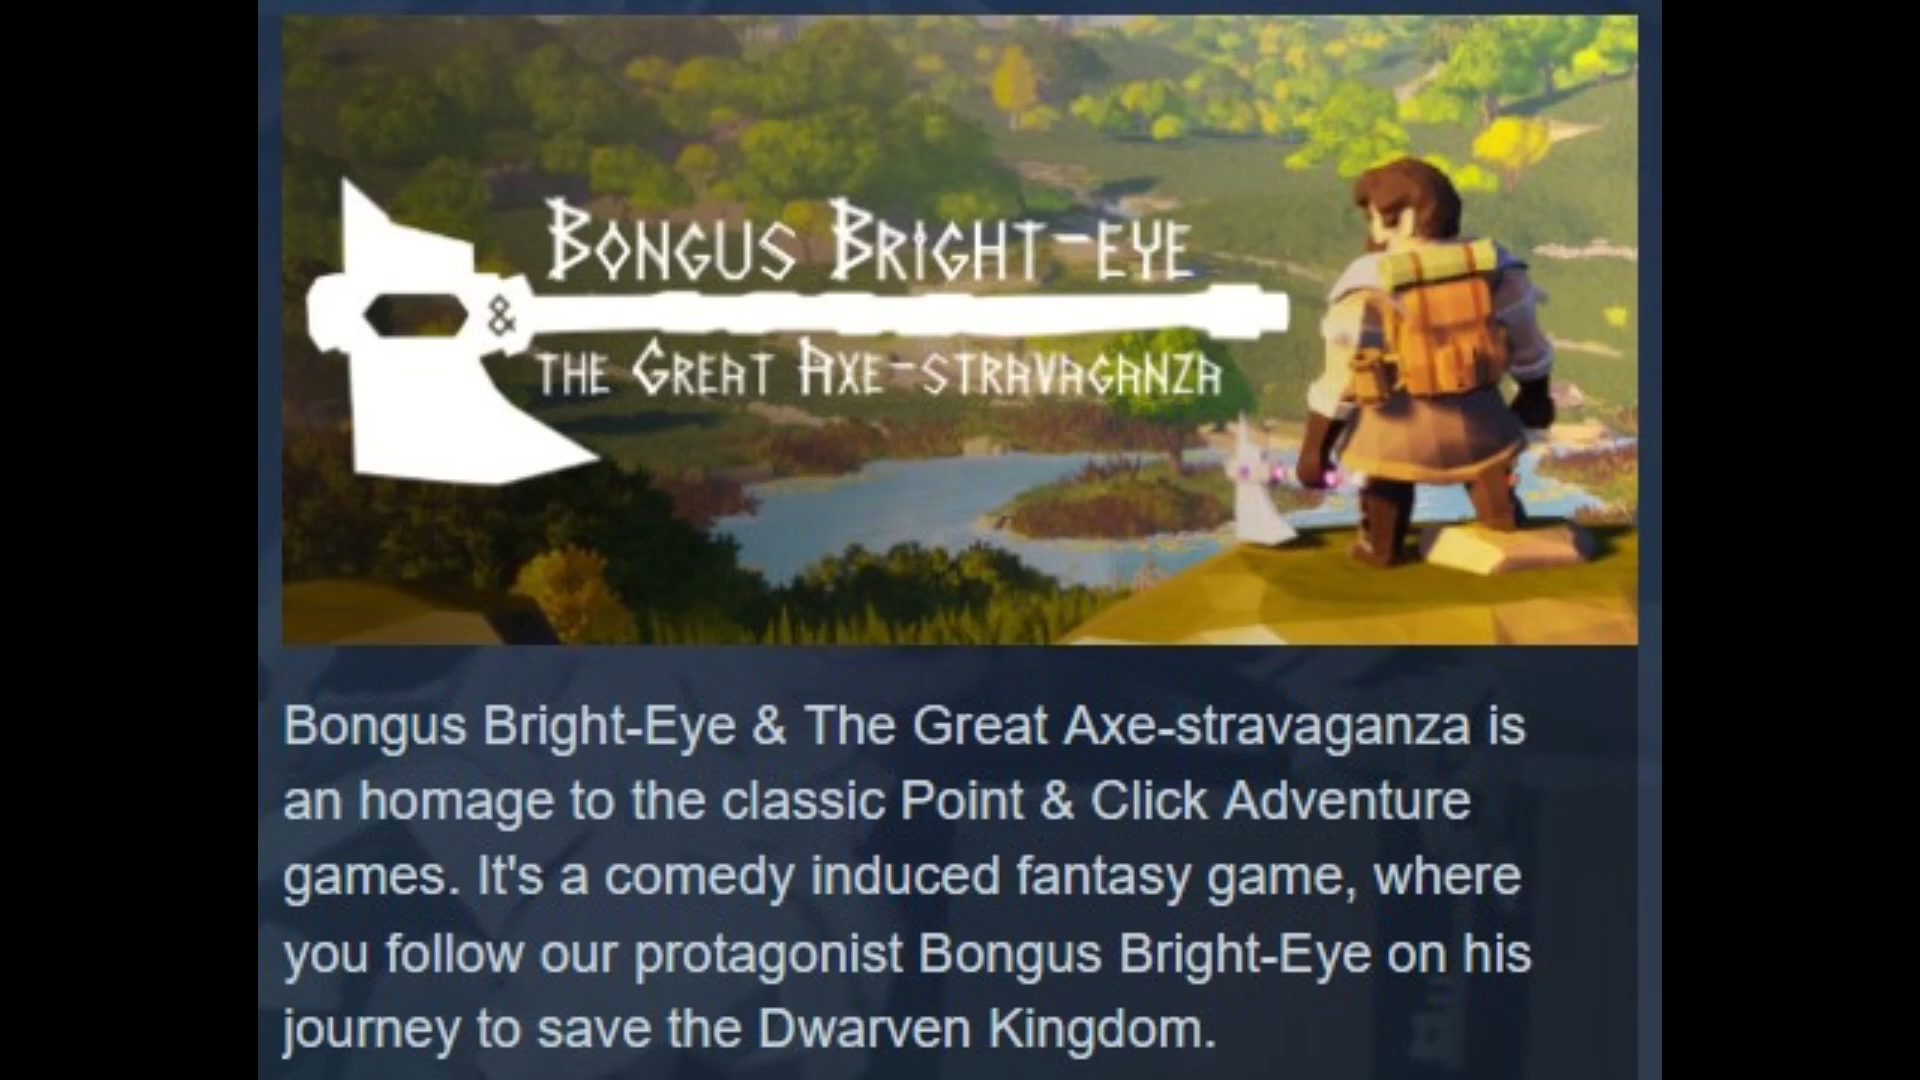 BONGUS BRIGHT-EYE
&
THE GREAT AXE-STRAVAGANZA
Bongus Bright-Eye & The Great Axe-stravaganza is
an homage to the classic Point & Click Adventure
games. It's a comedy induced fantasy game, where
you follow our protagonist Bongus Bright-Eye on his
journey to save the Dwarven Kingdom.